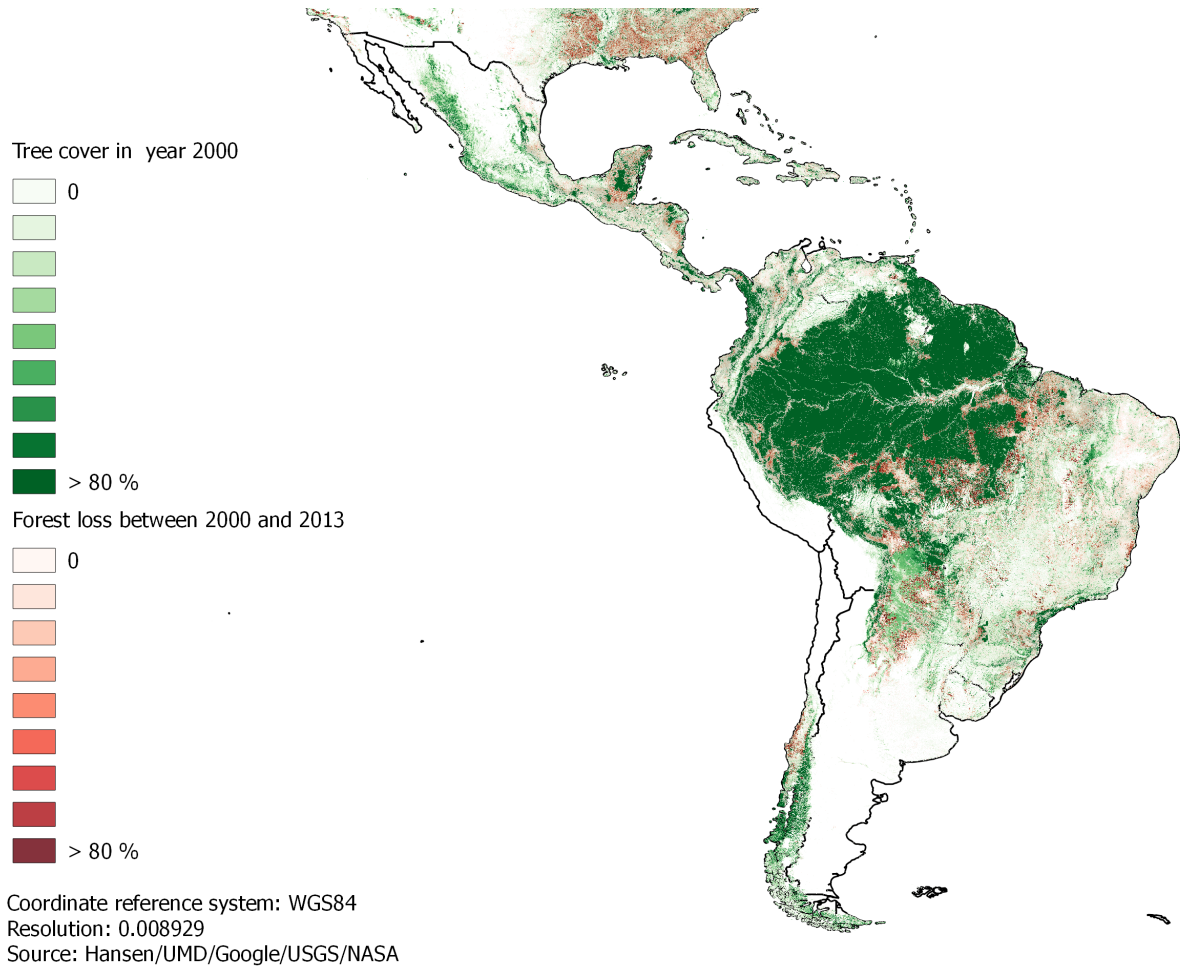 Tree cover in  year 2000
0
> 80 %
Forest loss between 2000 and 2013
0
> 80 %
Coordinate reference system: WGS84
Resolution: 0.008929
Source: Hansen/UMD/Google/USGS/NASA